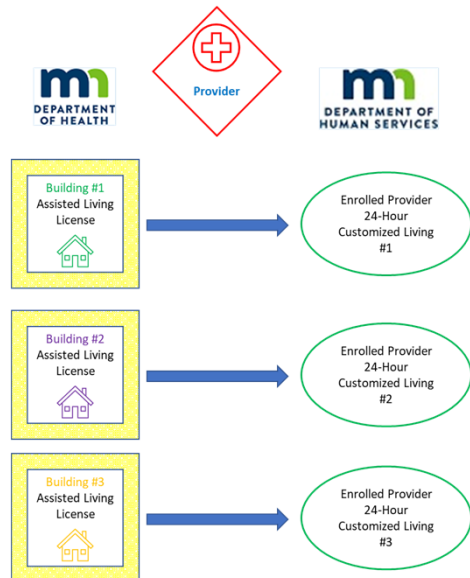 mn
DEPARTMENT
OF HEALTH
Provider
mn
DEPARTMENT OF
HUMAN SERVICES
Building #1
Assisted Living
License
Enrolled Provider
24-Hour
Customized Living
#1
Building #2
Assisted Living
License
Enrolled Provider
24-Hour
Customized Living
#2
Building #3
Assisted Living
License
Enrolled Provider
24-Hour
Customized Living
#3